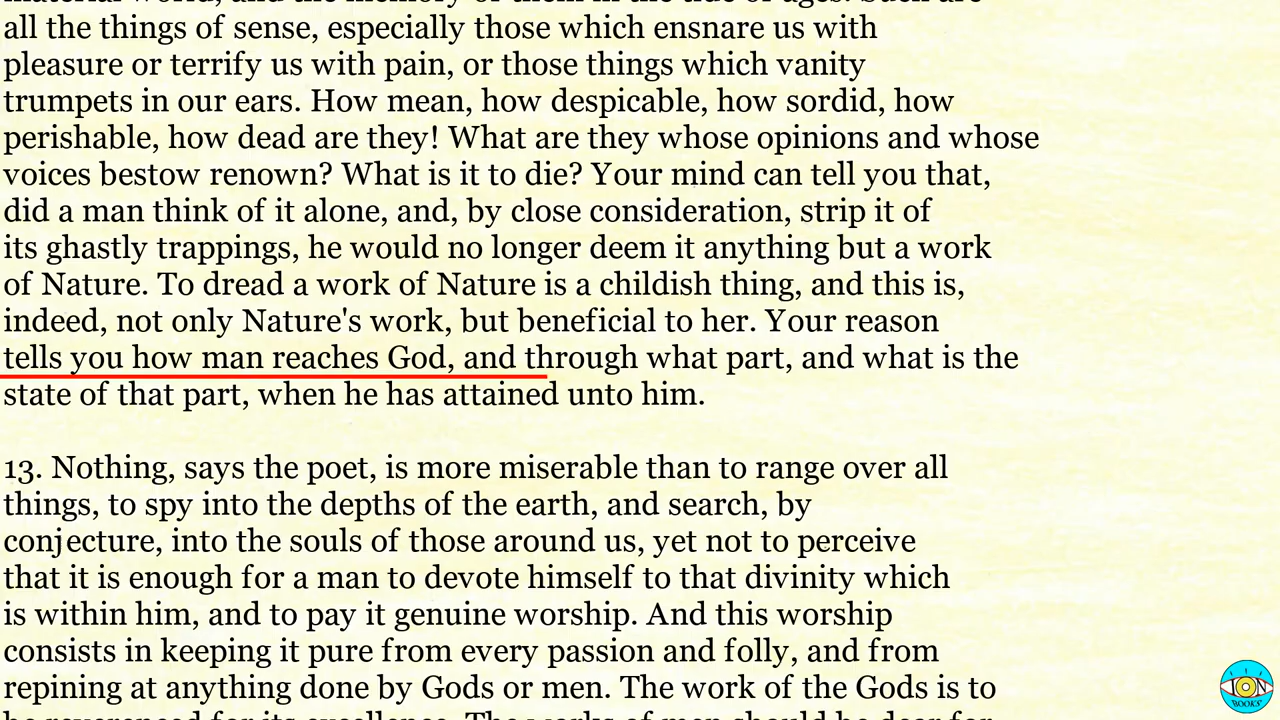 all the things of sense, especially those which ensnare us with
pleasure or terrify us with pain, or those things which vanity
trumpets in our ears. How mean, how despicable, how sordid, how
perishable, how dead are they! What are they whose opinions and whose
voices bestow renown? What is it to die? Your mind can tell you that,
did a man think of it alone, and, by close consideration, strip it of
its ghastly trappings, he would no longer deem it anything but a work
of Nature. To dread a work of Nature is a childish thing, and this is,
indeed, not only Nature's work, but beneficial to her. Your reason
tells you how man reaches God, and through what part, and what is the
state of that part, when he has attained unto him.
13. Nothing, says the poet, is more miserable than to range over all
things, to spy into the depths of the earth, and search, by
conjecture, into the souls of those around us, yet not to perceive
that it is enough for a man to devote himself to that divinity which
is within him, and to pay it genuine worship. And this worship
consists in keeping it pure from every passion and folly, and from
repining at anything done by Gods or men. The work of the Gods is to
ION
BOOKS